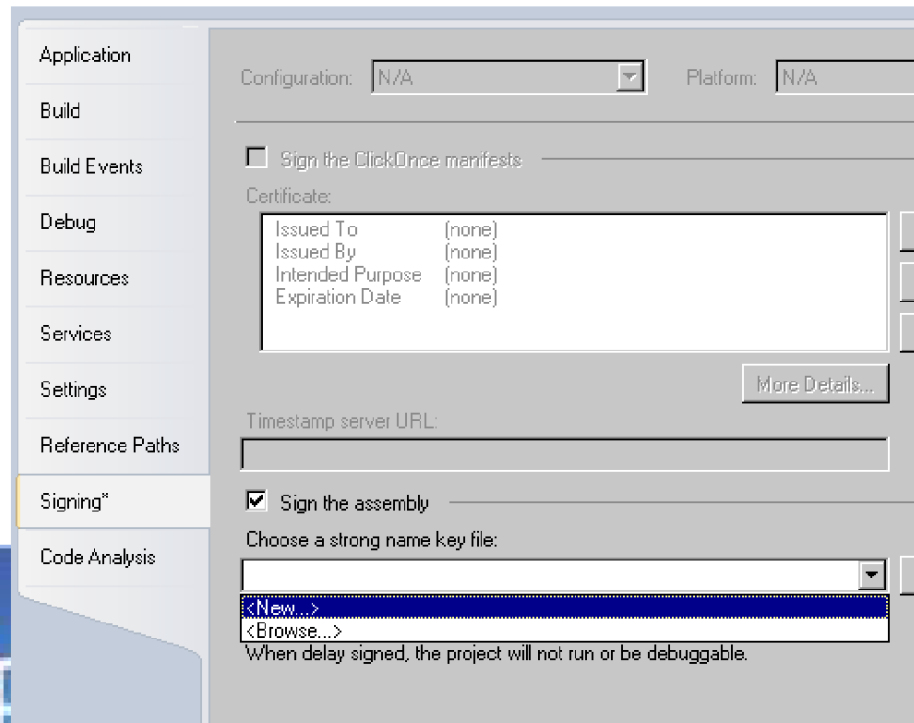 Application
Build
Build Events
Debug
Resources
Services
Settings
Reference Paths
Signing*
Code Analysis
Configuration: N/A Platform: N/A
Sign the ClickOnce manifests
Certificate:
Issued To (none)
Issued By (none)
Intended Purpose (none)
Expiration Date (none)
More Details...
Timestamp server URL:
Sign the assembly
Choose a strong name key file:
<New...>
<Browse...>
When delay signed, the project will not run or be debuggable.